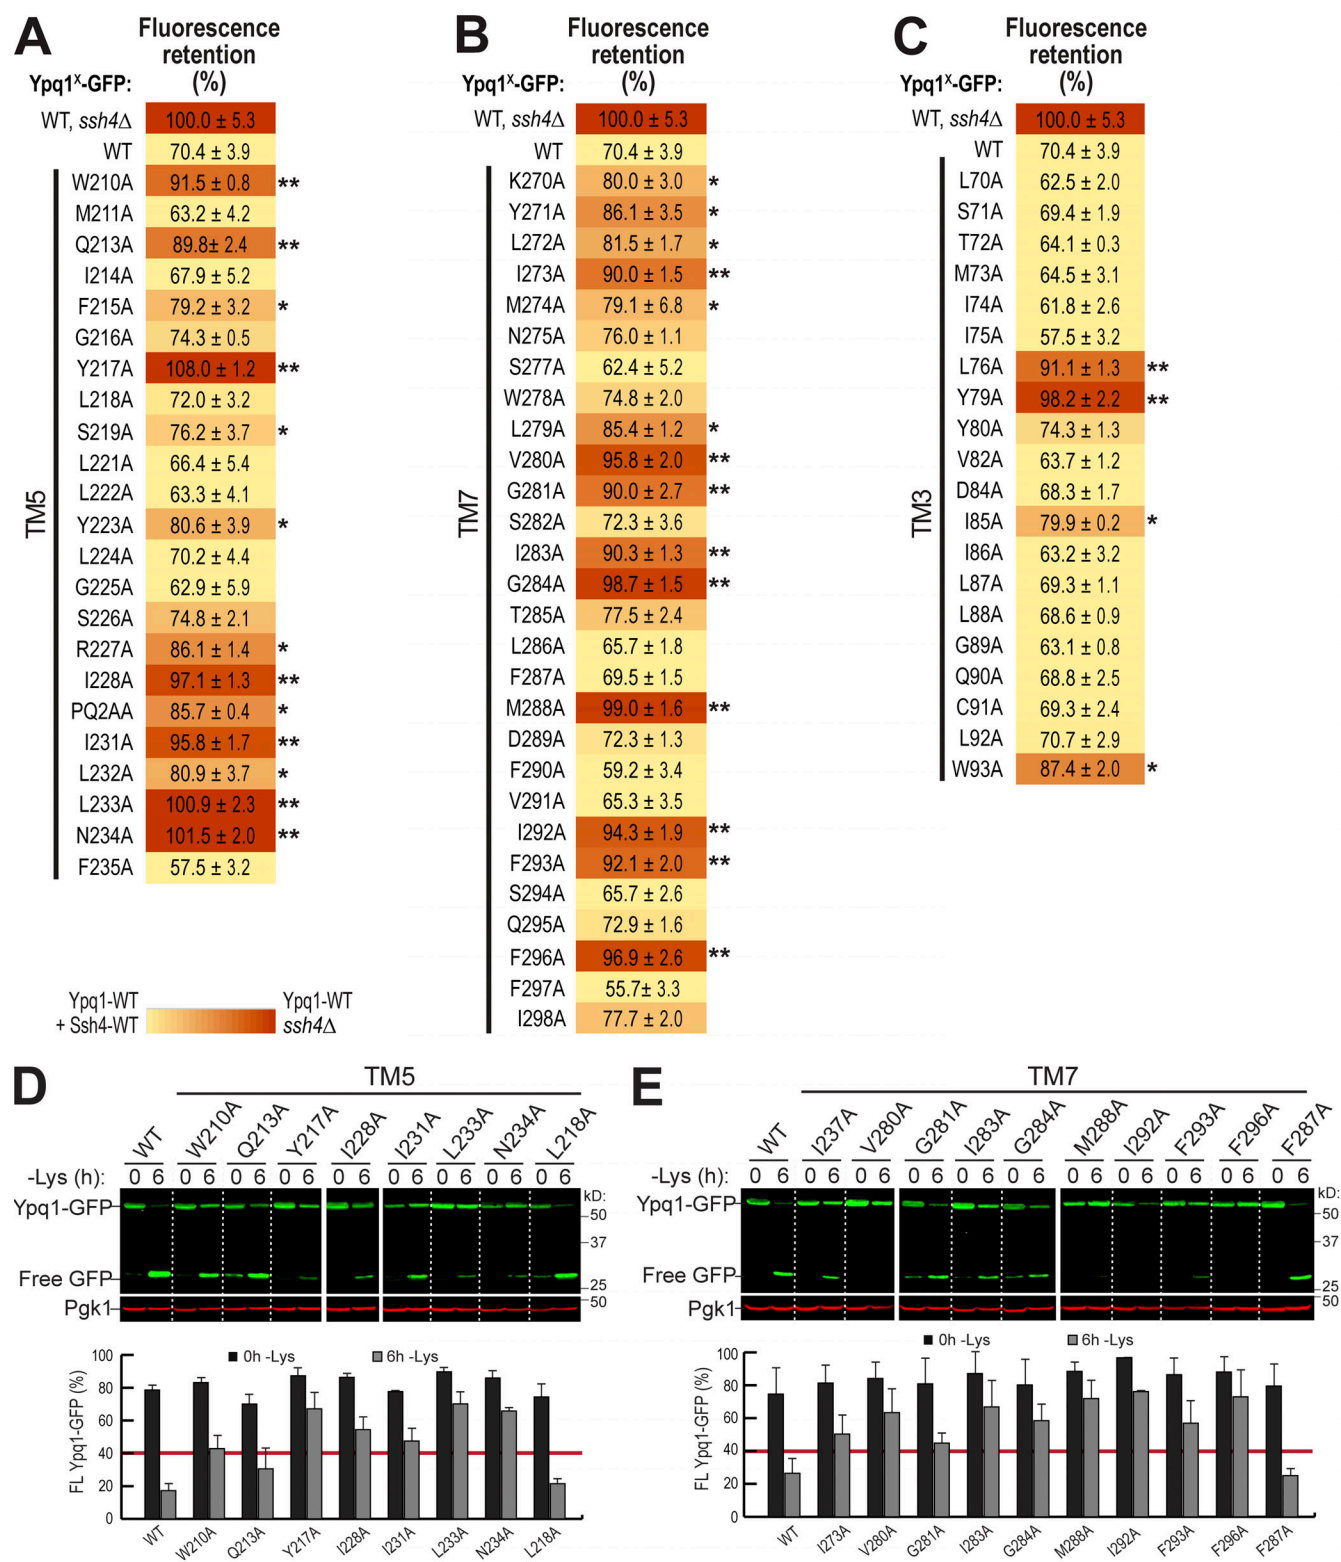 A
Fluorescence
retention
(%)
Ypq1ˣ-GFP:
WT, ssh4Δ 100.0 ± 5.3
WT 70.4 ± 3.9
TM5
W210A 91.5 ± 0.8 **
M211A 63.2 ± 4.2
Q213A 89.8± 2.4 **
I214A 67.9 ± 5.2
F215A 79.2 ± 3.2 *
G216A 74.3 ± 0.5
Y217A 108.0 ± 1.2 **
L218A 72.0 ± 3.2
S219A 76.2 ± 3.7 *
L221A 66.4 ± 5.4
L222A 63.3 ± 4.1
Y223A 80.6 ± 3.9 *
L224A 70.2 ± 4.4
G225A 62.9 ± 5.9
S226A 74.8 ± 2.1
R227A 86.1 ± 1.4 *
I228A 97.1 ± 1.3 **
PQ2AA 85.7 ± 0.4 *
I231A 95.8 ± 1.7 **
L232A 80.9 ± 3.7 *
L233A 100.9 ± 2.3 **
N234A 101.5 ± 2.0 **
F235A 57.5 ± 3.2
Ypq1-WT Ypq1-WT
+ Ssh4-WT ssh4Δ
B
Fluorescence
retention
(%)
Ypq1ˣ-GFP:
WT, ssh4Δ 100.0 ± 5.3
WT 70.4 ± 3.9
TM7
K270A 80.0 ± 3.0 *
Y271A 86.1 ± 3.5 *
L272A 81.5 ± 1.7 *
I273A 90.0 ± 1.5 **
M274A 79.1 ± 6.8 *
N275A 76.0 ± 1.1
S277A 62.4 ± 5.2
W278A 74.8 ± 2.0
L279A 85.4 ± 1.2 *
V280A 95.8 ± 2.0 **
G281A 90.0 ± 2.7 **
S282A 72.3 ± 3.6
I283A 90.3 ± 1.3 **
G284A 98.7 ± 1.5 **
T285A 77.5 ± 2.4
L286A 65.7 ± 1.8
F287A 69.5 ± 1.5
M288A 99.0 ± 1.6 **
D289A 72.3 ± 1.3
F290A 59.2 ± 3.4
V291A 65.3 ± 3.5
I292A 94.3 ± 1.9 **
F293A 92.1 ± 2.0 **
S294A 65.7 ± 2.6
Q295A 72.9 ± 1.6
F296A 96.9 ± 2.6 **
F297A 55.7± 3.3
I298A 77.7 ± 2.0
C
Fluorescence
retention
(%)
Ypq1ˣ-GFP:
WT, ssh4Δ 100.0 ± 5.3
WT 70.4 ± 3.9
TM3
L70A 62.5 ± 2.0
S71A 69.4 ± 1.9
T72A 64.1 ± 0.3
M73A 64.5 ± 3.1
I74A 61.8 ± 2.6
I75A 57.5 ± 3.2
L76A 91.1 ± 1.3 **
Y79A 98.2 ± 2.2 **
Y80A 74.3 ± 1.3
V82A 63.7 ± 1.2
D84A 68.3 ± 1.7
I85A 79.9 ± 0.2 *
I86A 63.2 ± 3.2
L87A 69.3 ± 1.1
L88A 68.6 ± 0.9
G89A 63.1 ± 0.8
Q90A 68.8 ± 2.5
C91A 69.3 ± 2.4
L92A 70.7 ± 2.9
W93A 87.4 ± 2.0 *
D
TM5
WT W210A Q213A Y217A I228A I231A L233A N234A L218A
-Lys (h): 0 6 0 6 0 6 0 6 0 6 0 6 0 6 0 6 0 6
kD:
Ypq1-GFP
50
37
Free GFP
25
50
Pgk1
0h -Lys 6h -Lys
FL Ypq1-GFP (%)
100
80
60
40
20
0
WT W210A Q213A Y217A I228A I231A L233A N234A L218A
E
TM7
WT I237A V280A G281A I283A G284A M288A I292A F293A F296A F287A
-Lys (h): 0 6 0 6 0 6 0 6 0 6 0 6 0 6 0 6 0 6 0 6 0 6
kD:
Ypq1-GFP
50
37
Free GFP
25
50
Pgk1
0h -Lys 6h -Lys
FL Ypq1-GFP (%)
100
80
60
40
20
0
WT I273A V280A G281A I283A G284A M288A I292A F293A F296A F287A